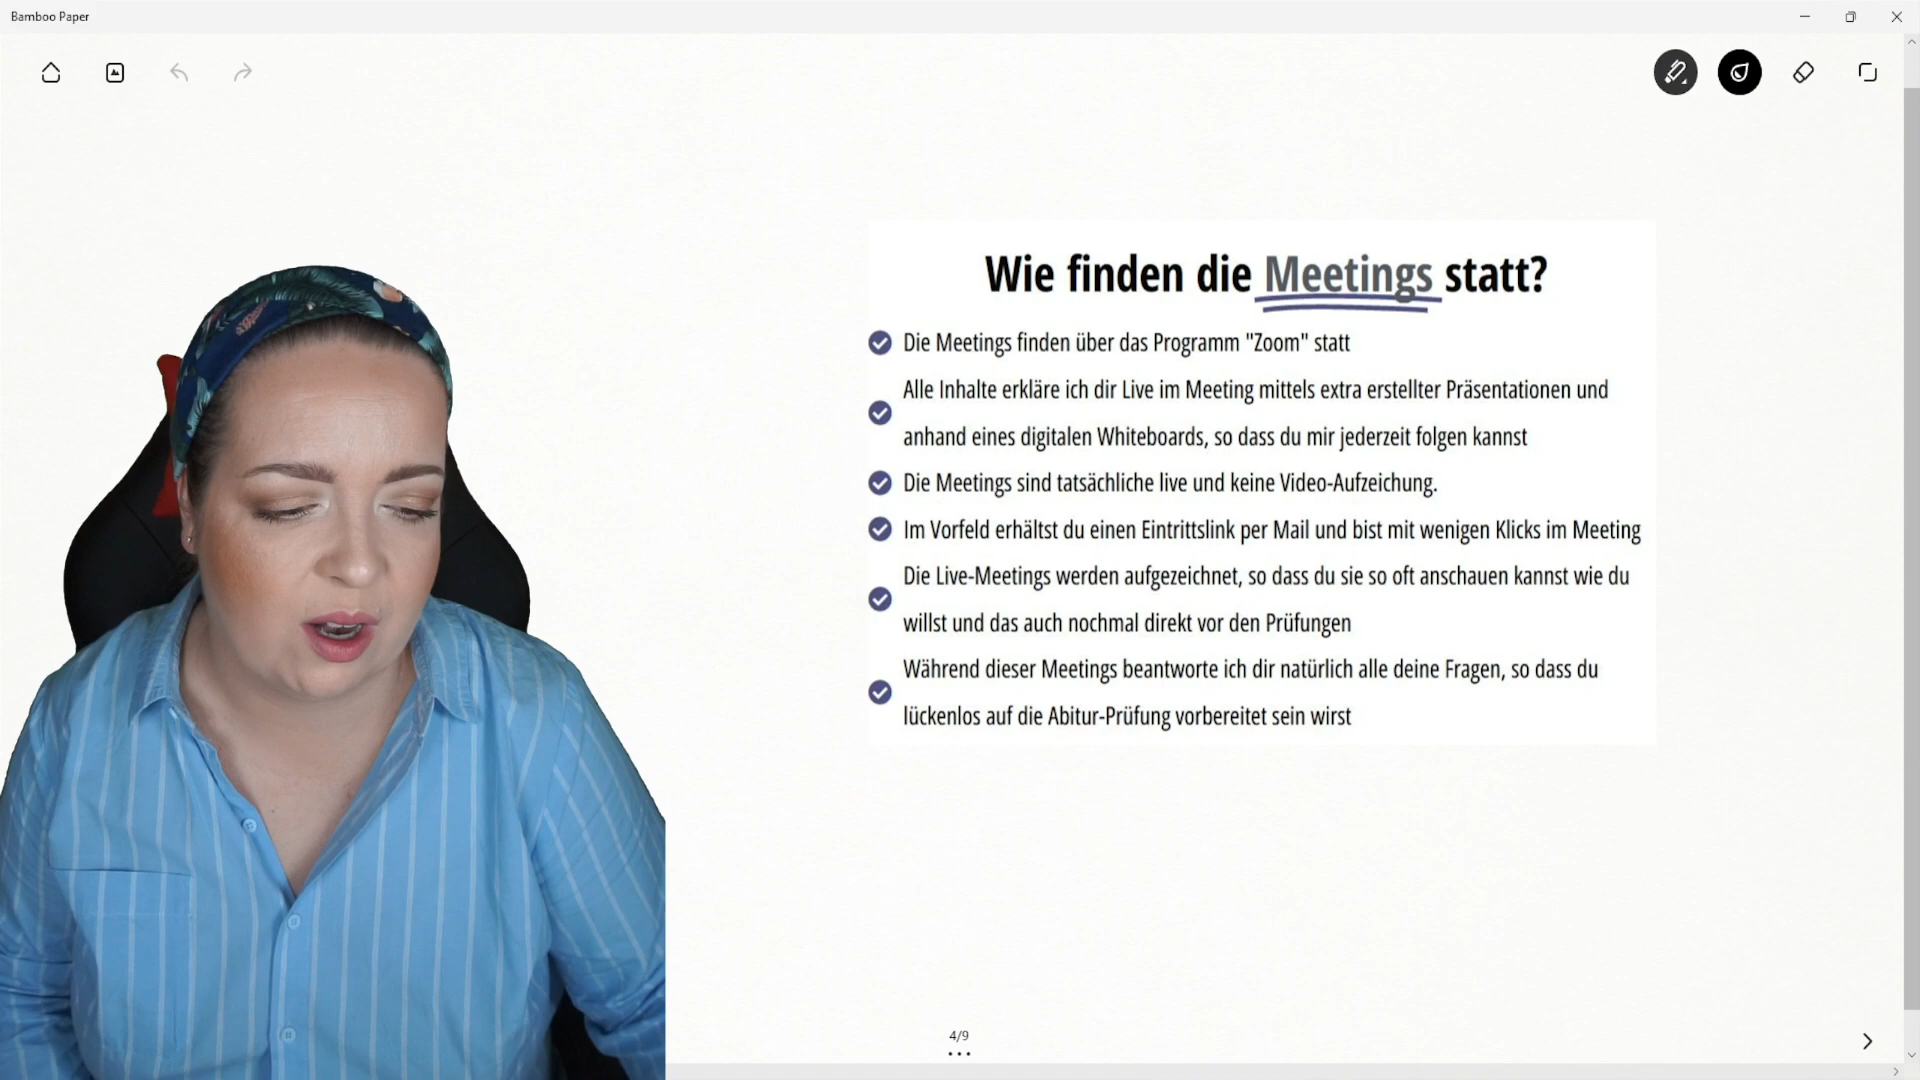 Bamboo Paper
Wie finden die Meetings statt?
Die Meetings finden über das Programm "Zoom" statt
Alle Inhalte erkläre ich dir Live im Meeting mittels extra erstellter Präsentationen und
anhand eines digitalen Whiteboards, so dass du mir jederzeit folgen kannst
Die Meetings sind tatsächliche live und keine Video-Aufzeichung.
Im Vorfeld erhältst du einen Eintrittslink per Mail und bist mit wenigen Klicks im Meeting
Die Live-Meetings werden aufgezeichnet, so dass du sie so oft anschauen kannst wie du
willst und das auch nochmal direkt vor den Prüfungen
Während dieser Meetings beantworte ich dir natürlich alle deine Fragen, so dass du
lückenlos auf die Abitur-Prüfung vorbereitet sein wirst
4/9